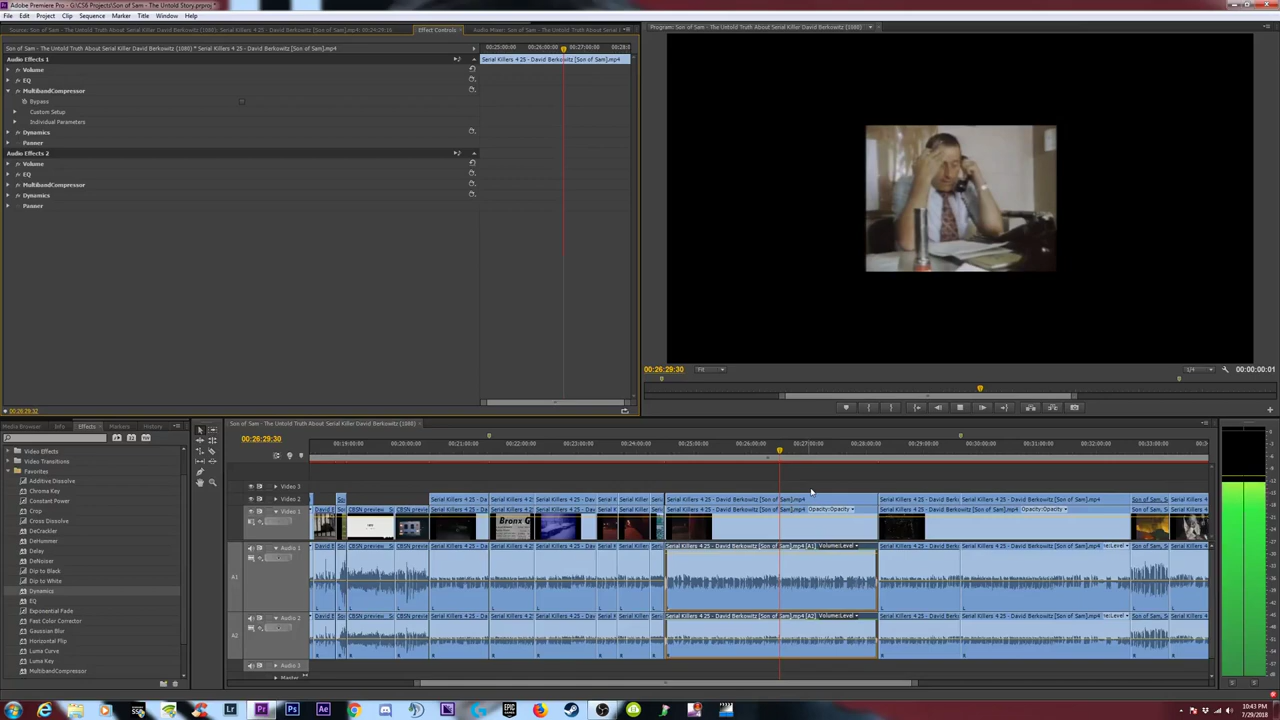 Adobe Premiere Pro - G:\CS6 Projects\Son of Sam - The Untold Story.prproj *
File Edit Project Clip Sequence Marker Title Window Help
Source: Son of Sam - The Untold Truth About Serial Killer David Berkowitz (1080): Serial Killers 4 25 - David Berkowitz [Son of Sam].mp4: 00:24:29:16
Effect Controls
Audio Mixer: Son of Sam - The Untold Truth About Serial
Program: Son of Sam - The Untold Truth About Serial Killer David Berkowitz (1080)
Son of Sam - The Untold Truth About Serial Killer David Berkowitz (1080) * Serial Killers 4 25 - David Berkowitz [Son of Sam].mp4
00:25:00:00 00:26:00:00 00:27:00:00 00:28:0
Audio Effects 1
Serial Killers 4 25 - David Berkowitz [Son of Sam].mp4
Volume
EQ
MultibandCompressor
Bypass
Custom Setup
Individual Parameters
Dynamics
Panner
Audio Effects 2
Volume
EQ
MultibandCompressor
Dynamics
Panner
00:26:29:30 Fit 1/4 00:00:00:01
00:26:29:32
Media Browser Info Effects Markers History
Son of Sam - The Untold Truth About Serial Killer David Berkowitz (1080)
00:26:29:30
00:19:00:00 00:20:00:00 00:21:00:00 00:22:00:00 00:23:00:00 00:24:00:00 00:25:00:00 00:26:00:00 00:27:00:00 00:28:00:00 00:29:00:00 00:30:00:00 00:31:00:00 00:32:00:00 00:33:00:00
Video Effects
Video Transitions
Favorites
Additive Dissolve
Chrome Key
Constant Power
Crop
Cross Dissolve
DeCrackler
DeHummer
Delay
DeNoiser
Dip to Black
Dip to White
Dynamics
EQ
Exponential Fade
Fast Color Corrector
Gaussian Blur
Horizontal Flip
Luma Curve
Luma Key
MultibandCompressor
Video 3
Video 2
Serial Killers 4 25 - David Berkowitz [Son of Sam].mp4
Video 1
Serial Killers 4 25 - David Berkowitz [Son of Sam].mp4 Opacity:Opacity
Bronx G
A1 Audio 1
Serial Killers 4 25 - David Berkowitz [Son of Sam].mp4 [A1] Volume:Level
A2 Audio 2
Serial Killers 4 25 - David Berkowitz [Son of Sam].mp4 [A2] Volume:Level
Audio 3
Master
10:43 PM
7/29/2018